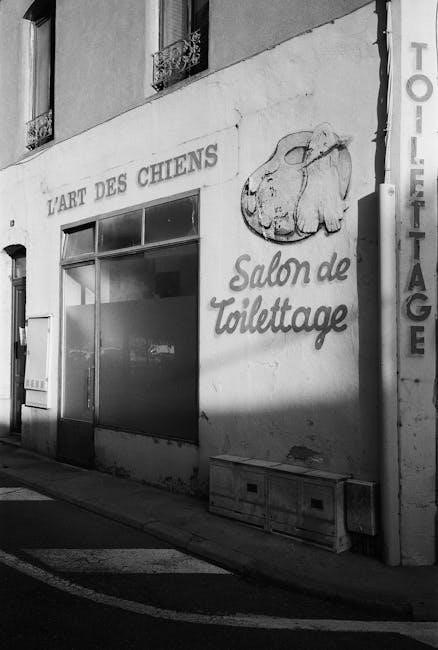 L'ART DES CHIENS
Salon de
Toilettage
TOILETTAGE